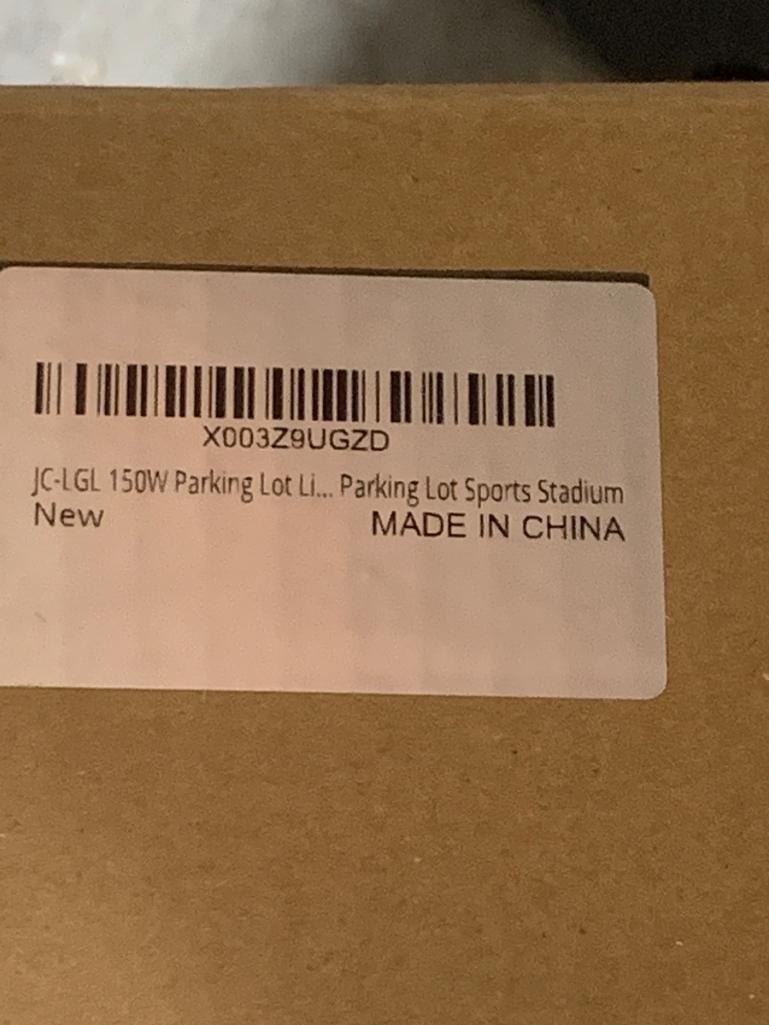 X003Z9UGZD
JC-LGL 150W Parking Lot Li... Parking Lot Sports Stadium
New MADE IN CHINA